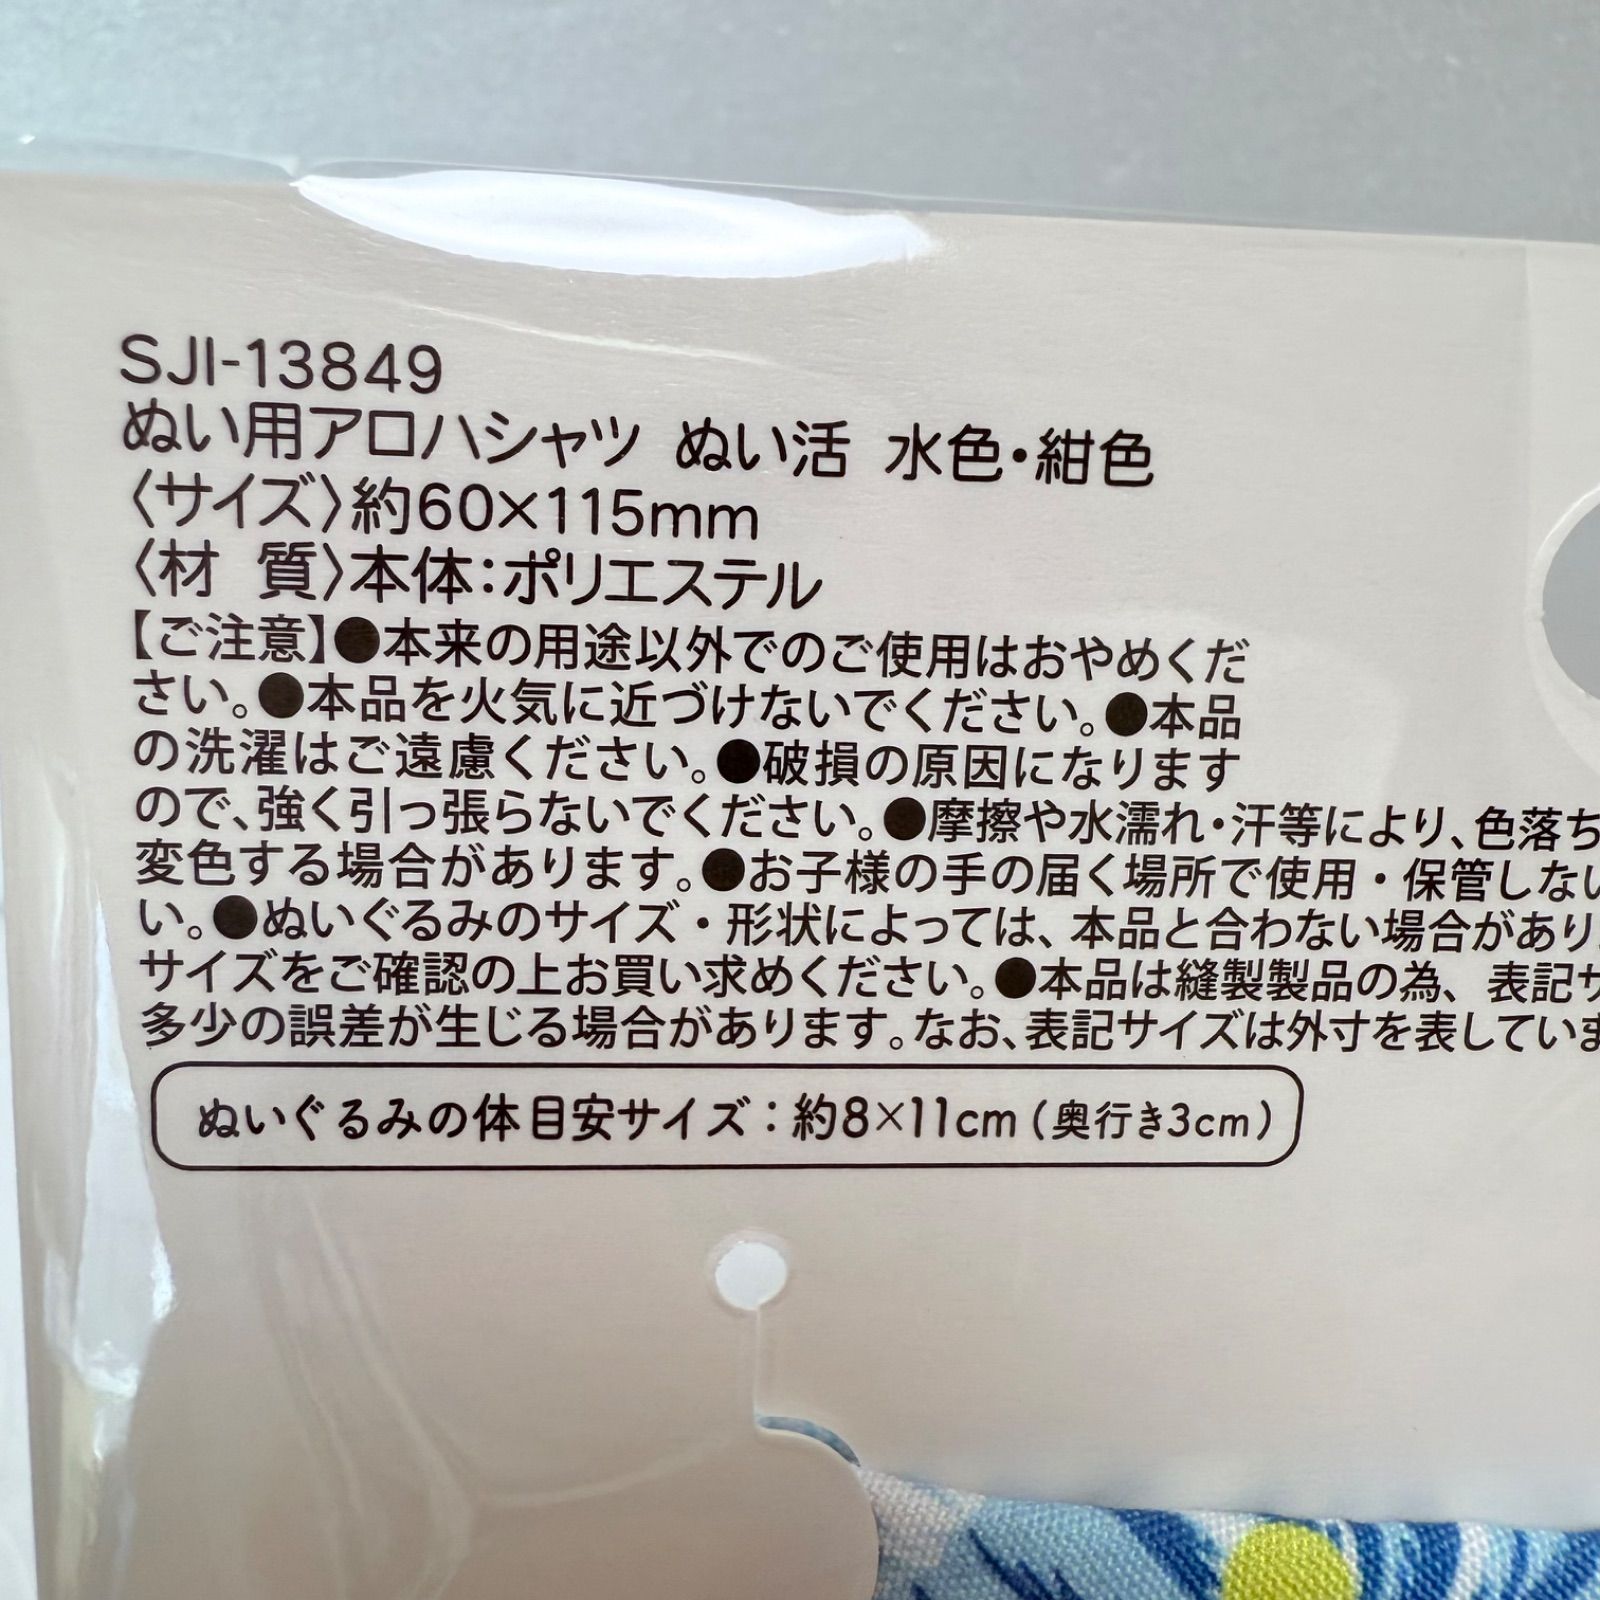 SJI-13849
ぬい用アロハシャツ ぬい活 水色・紺色
〈サイズ〉約60×115mm
〈材 質〉本体：ポリエステル
【ご注意】●本来の用途以外でのご使用はおやめくだ
さい。●本品を火気に近づけないでください。●本品
の洗濯はご遠慮ください。●破損の原因になります
ので、強く引っ張らないでください。●摩擦や水濡れ・汗等により、色落ち
変色する場合があります。●お子様の手の届く場所で使用・保管しない
い。●ぬいぐるみのサイズ・形状によっては、本品と合わない場合があり
サイズをご確認の上お買い求めください。●本品は縫製製品の為、表記サ
多少の誤差が生じる場合があります。なお、表記サイズは外寸を表していま
ぬいぐるみの体 目安サイズ：約8×11cm（奥行き3cm）